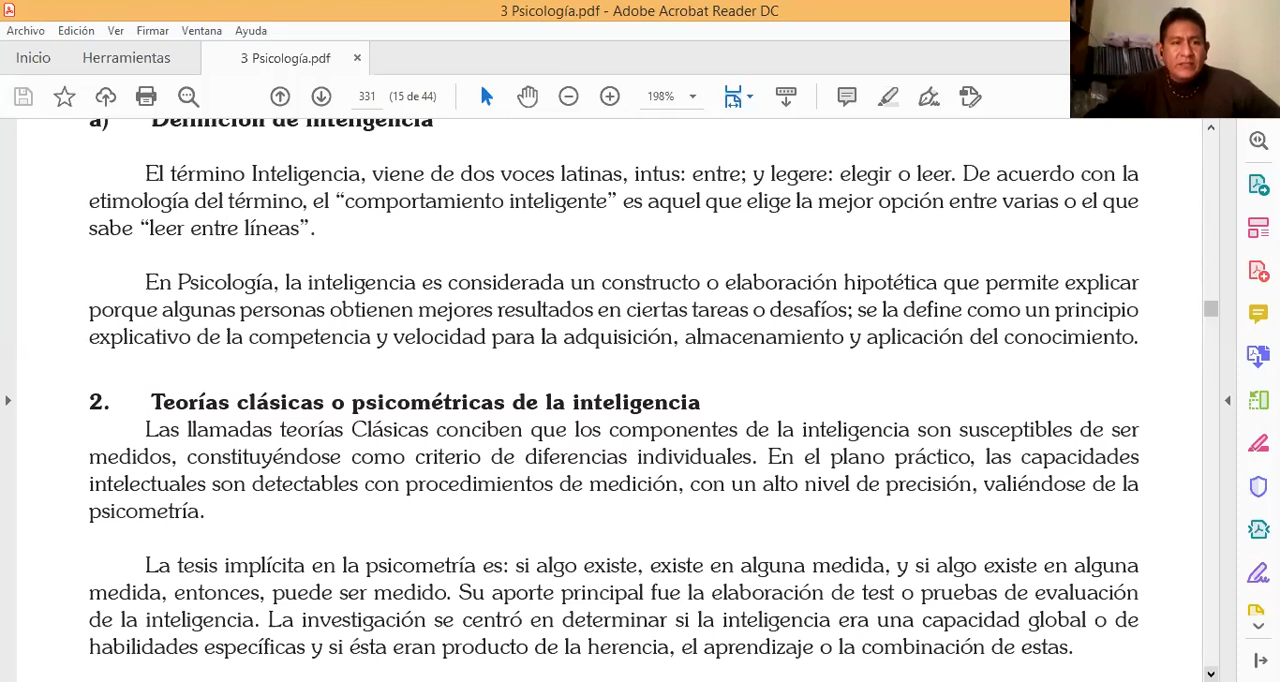 3 Psicología.pdf - Adobe Acrobat Reader DC
Archivo Edición Ver Firmar Ventana Ayuda
Inicio Herramientas 3 Psicología.pdf ×
331 (15 de 44) 198%
a) Definición de inteligencia
El término Inteligencia, viene de dos voces latinas, intus: entre; y legere: elegir o leer. De acuerdo con la
etimología del término, el “comportamiento inteligente” es aquel que elige la mejor opción entre varias o el que
sabe “leer entre líneas”.
En Psicología, la inteligencia es considerada un constructo o elaboración hipotética que permite explicar
porque algunas personas obtienen mejores resultados en ciertas tareas o desafíos; se la define como un principio
explicativo de la competencia y velocidad para la adquisición, almacenamiento y aplicación del conocimiento.
2. Teorías clásicas o psicométricas de la inteligencia
Las llamadas teorías Clásicas conciben que los componentes de la inteligencia son susceptibles de ser
medidos, constituyéndose como criterio de diferencias individuales. En el plano práctico, las capacidades
intelectuales son detectables con procedimientos de medición, con un alto nivel de precisión, valiéndose de la
psicometría.
La tesis implícita en la psicometría es: si algo existe, existe en alguna medida, y si algo existe en alguna
medida, entonces, puede ser medido. Su aporte principal fue la elaboración de test o pruebas de evaluación
de la inteligencia. La investigación se centró en determinar si la inteligencia era una capacidad global o de
habilidades específicas y si ésta eran producto de la herencia, el aprendizaje o la combinación de estas.